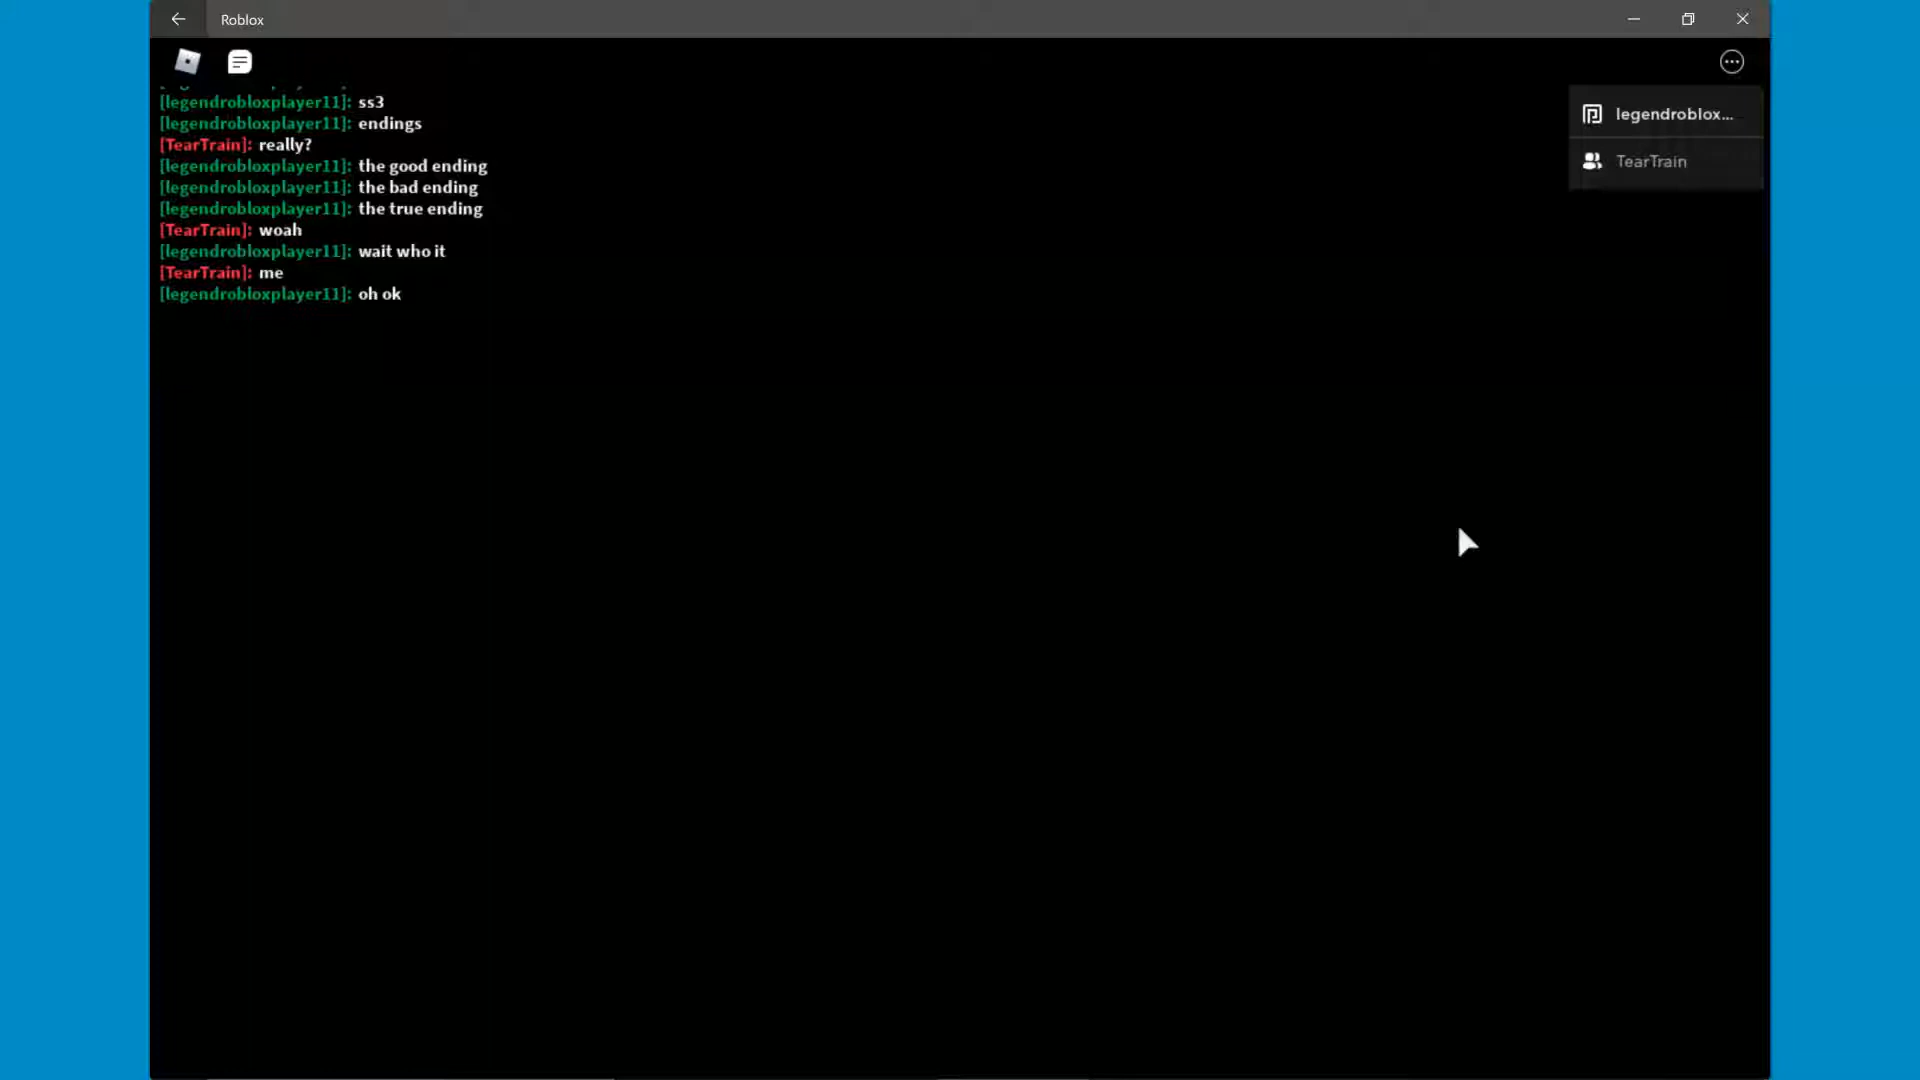 Roblox
[legendrobloxplayer11]: ss3
[legendrobloxplayer11]: endings
[TearTrain]: really?
[legendrobloxplayer11]: the good ending
[legendrobloxplayer11]: the bad ending
[legendrobloxplayer11]: the true ending
[TearTrain]: woah
[legendrobloxplayer11]: wait who it
[TearTrain]: me
[legendrobloxplayer11]: oh ok
legendroblox...
TearTrain